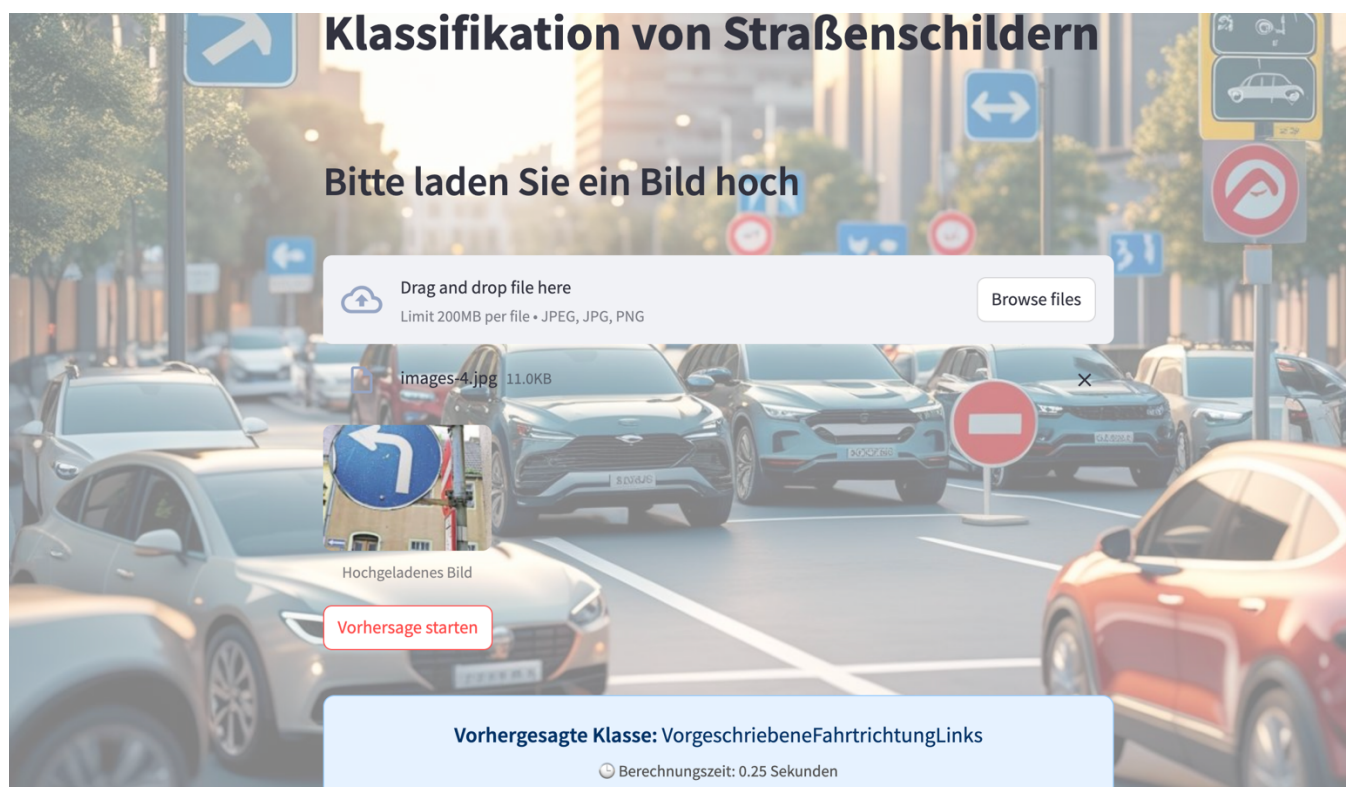 Klassifikation von Straßenschildern
Bitte laden Sie ein Bild hoch
Drag and drop file here
Limit 200MB per file • JPEG, JPG, PNG
Browse files
images-4.jpg 11.0KB
Hochgeladenes Bild
Vorhersage starten
Vorhergesagte Klasse: VorgeschriebeneFahrtrichtungLinks
Berechnungszeit: 0.25 Sekunden